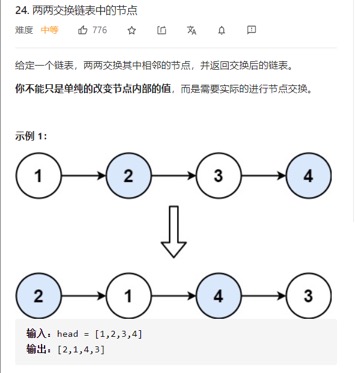 24. 两两交换链表中的节点
难度 中等 776
给定一个链表，两两交换其中相邻的节点，并返回交换后的链表。
你不能只是单纯的改变节点内部的值，而是需要实际的进行节点交换。
示例 1：
1 2 3 4
2 1 4 3
输入：head = [1,2,3,4]
输出：[2,1,4,3]